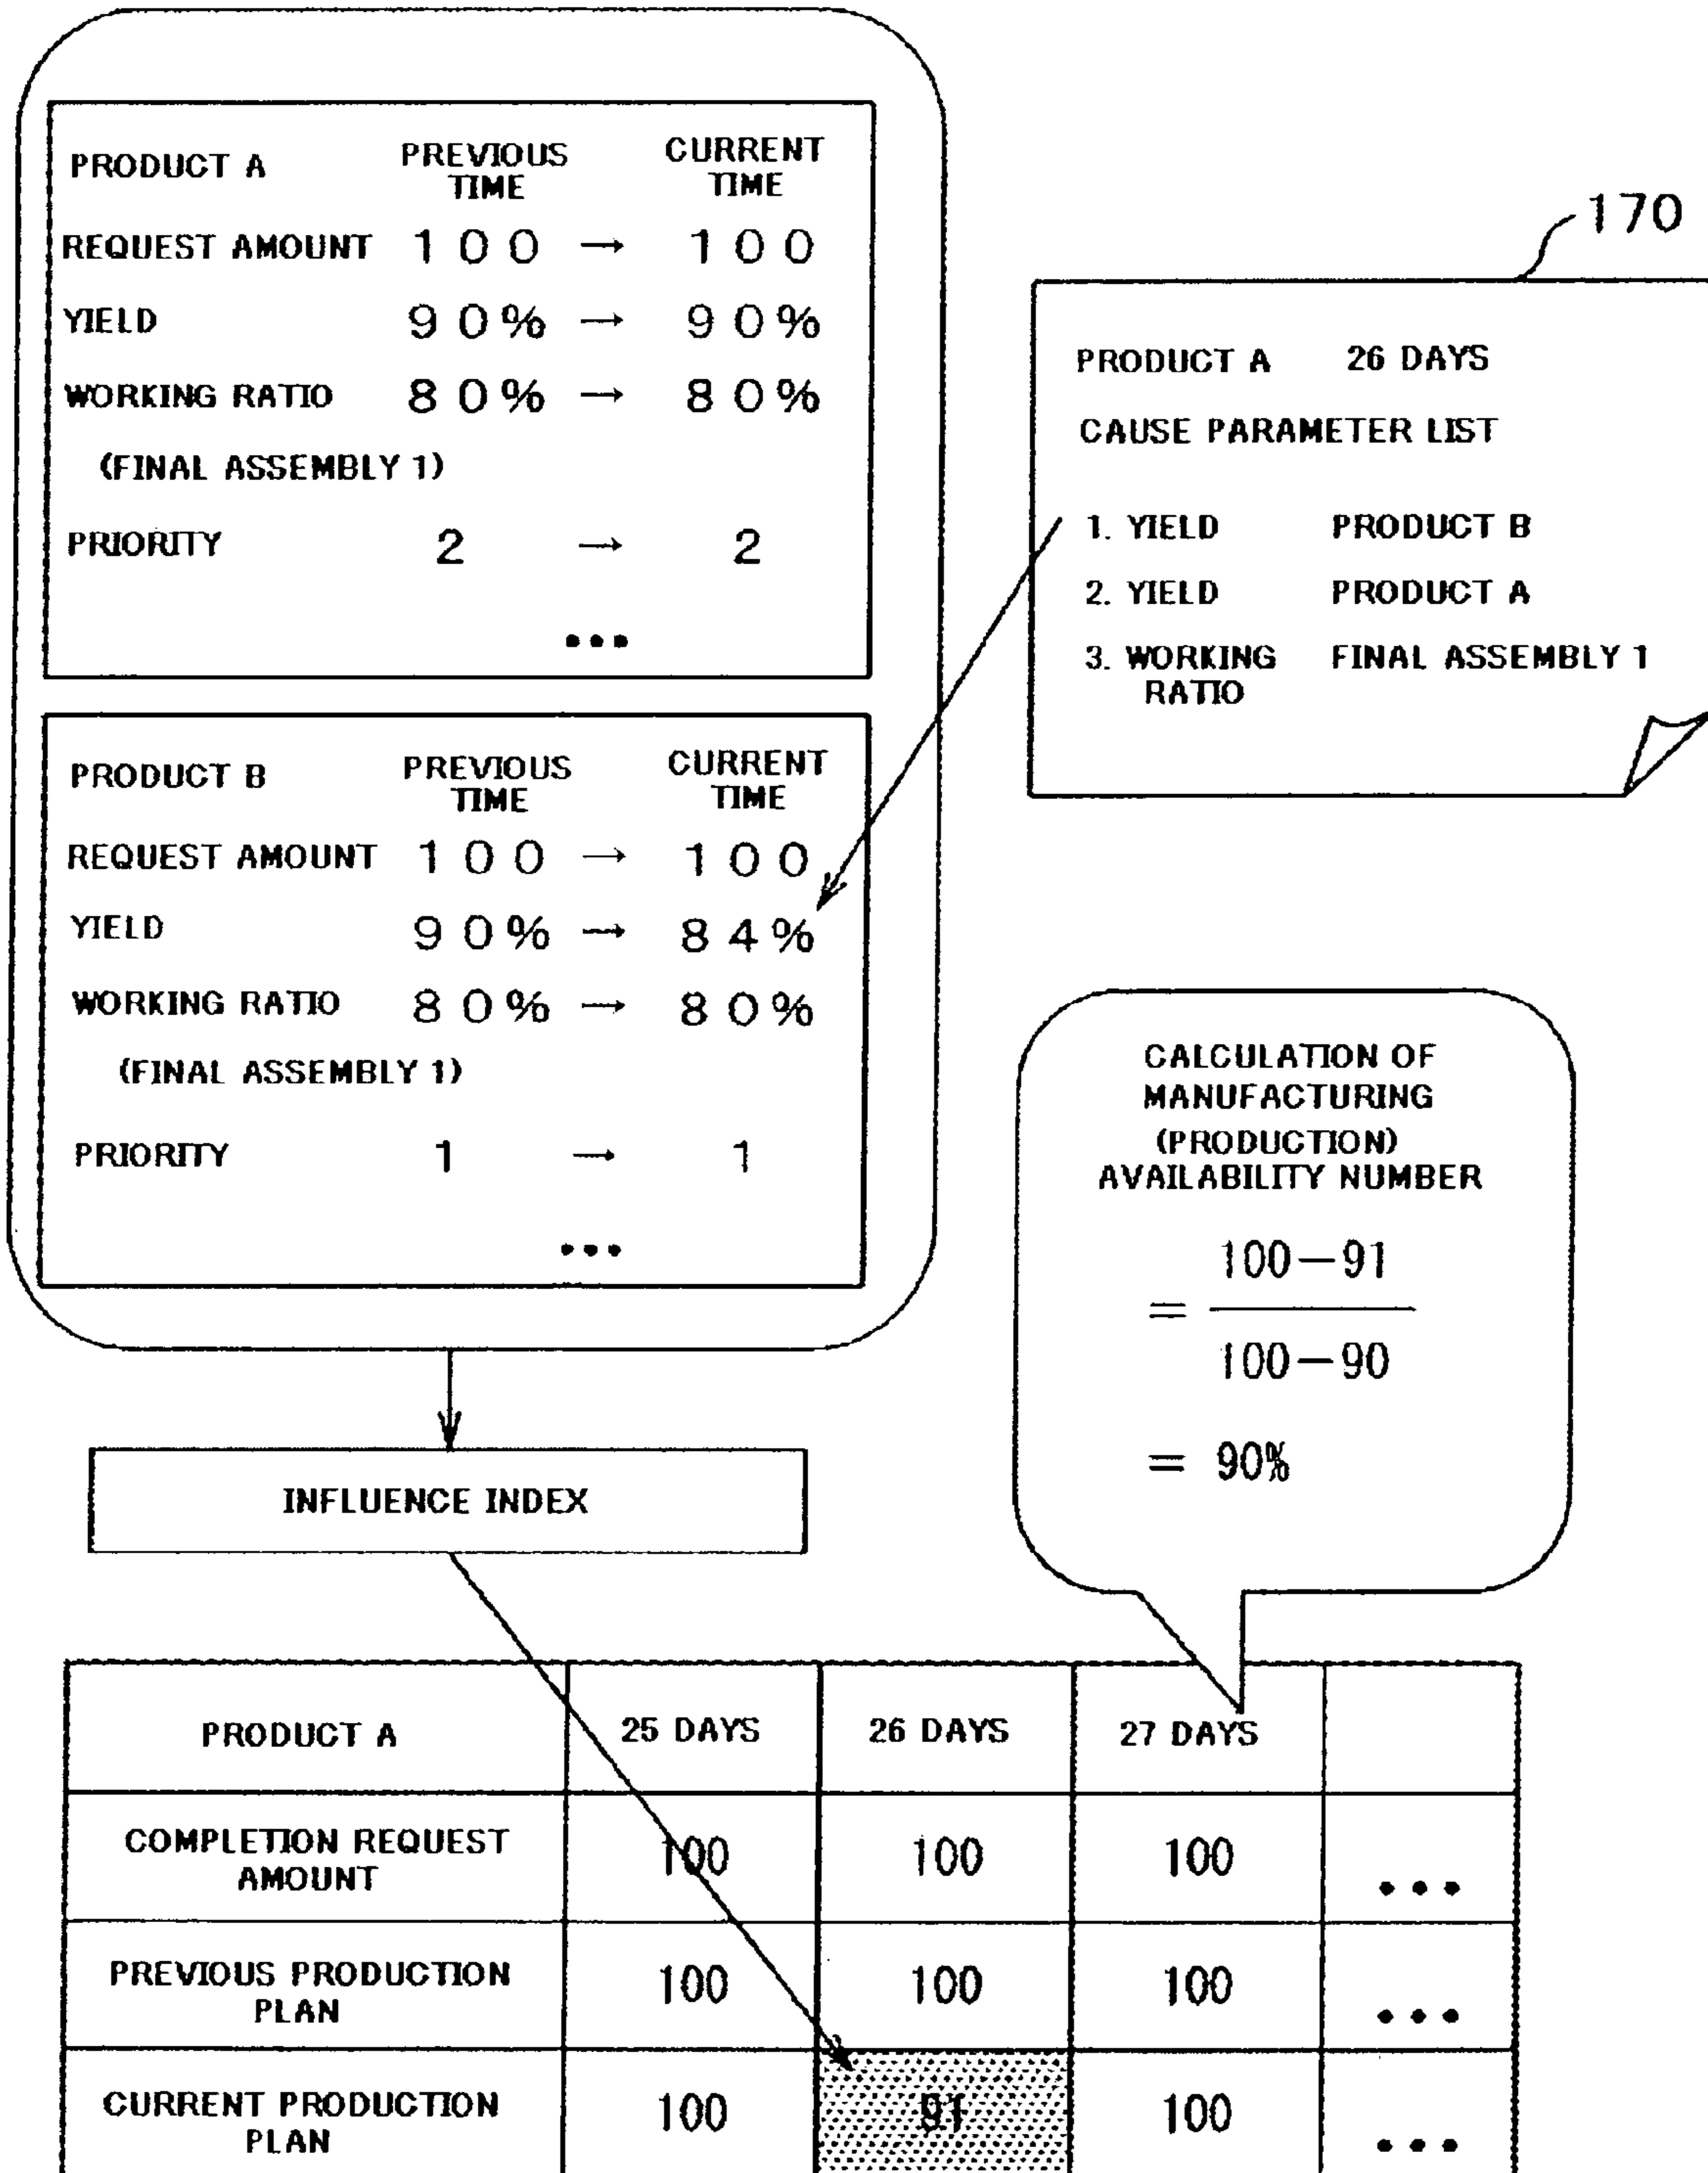 PRODUCT A PREVIOUS TIME CURRENT TIME
REQUEST AMOUNT 100 → 100
YIELD 90% → 90%
WORKING RATIO 80% → 80%
(FINAL ASSEMBLY 1)
PRIORITY 2 → 2
•••
PRODUCT B PREVIOUS TIME CURRENT TIME
REQUEST AMOUNT 100 → 100
YIELD 90% → 84%
WORKING RATIO 80% → 80%
(FINAL ASSEMBLY 1)
PRIORITY 1 → 1
•••
170
PRODUCT A 26 DAYS
CAUSE PARAMETER LIST
1. YIELD PRODUCT B
2. YIELD PRODUCT A
3. WORKING RATIO FINAL ASSEMBLY 1
CALCULATION OF
MANUFACTURING
(PRODUCTION)
AVAILABILITY NUMBER
100−91
=
100−90
= 90%
INFLUENCE INDEX
PRODUCT A 25 DAYS 26 DAYS 27 DAYS
COMPLETION REQUEST AMOUNT 100 100 100 •••
PREVIOUS PRODUCTION PLAN 100 100 100 •••
CURRENT PRODUCTION PLAN 100 91 100 •••